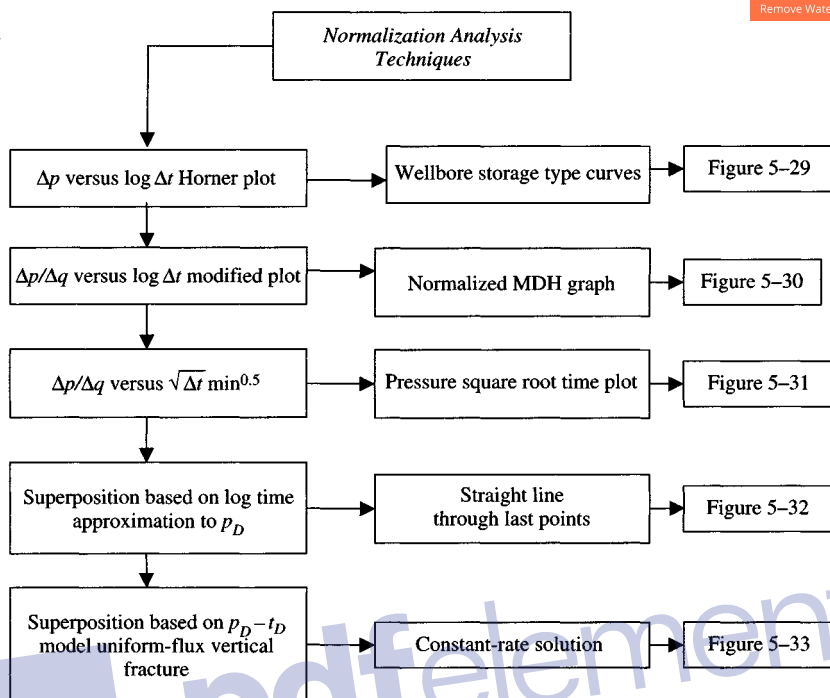 Remove Wate
Normalization Analysis
Techniques
Δp versus log Δt Horner plot
Wellbore storage type curves
Figure 5–29
Δp/Δq versus log Δt modified plot
Normalized MDH graph
Figure 5–30
Δp/Δq versus √Δt min^0.5
Pressure square root time plot
Figure 5–31
Superposition based on log time
approximation to p_D
Straight line
through last points
Figure 5–32
Superposition based on p_D – t_D
model uniform-flux vertical
fracture
Constant-rate solution
Figure 5–33
pdfelement